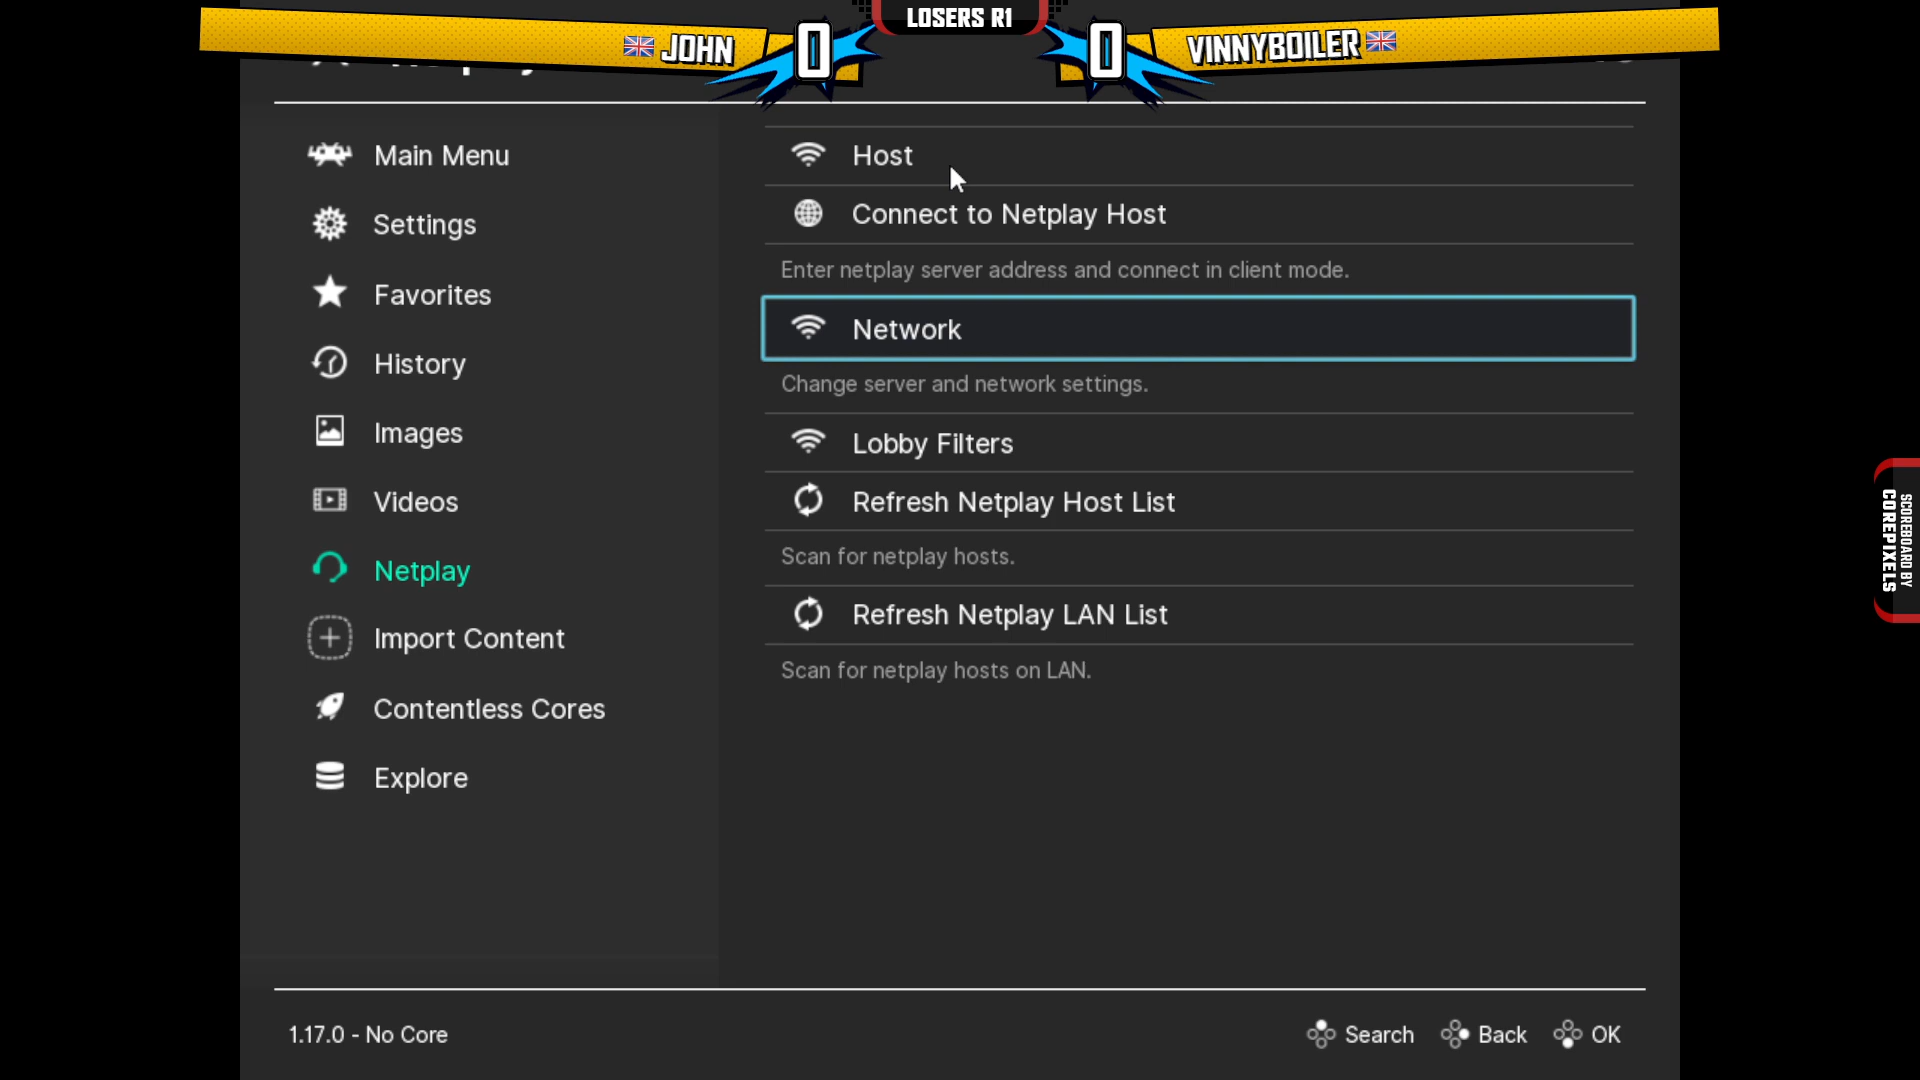 LOSERS R1
JOHN 0
0 VINNYBOILER
Main Menu
Settings
Favorites
History
Images
Videos
Netplay
Import Content
Contentless Cores
Explore
Host
Connect to Netplay Host
Enter netplay server address and connect in client mode.
Network
Change server and network settings.
Lobby Filters
Refresh Netplay Host List
Scan for netplay hosts.
Refresh Netplay LAN List
Scan for netplay hosts on LAN.
SCOREBOARD BY
COREPIXELS
1.17.0 - No Core
Search Back OK